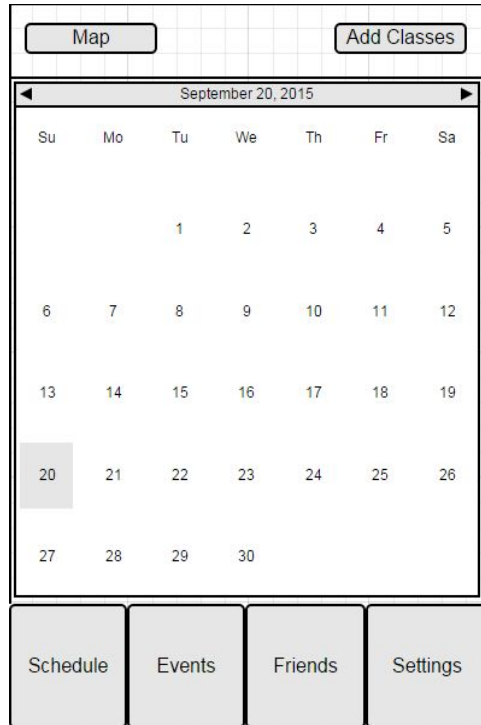 Map Add Classes
September 20, 2015
Su Mo Tu We Th Fr Sa
1 2 3 4 5
6 7 8 9 10 11 12
13 14 15 16 17 18 19
20 21 22 23 24 25 26
27 28 29 30
Schedule Events Friends Settings